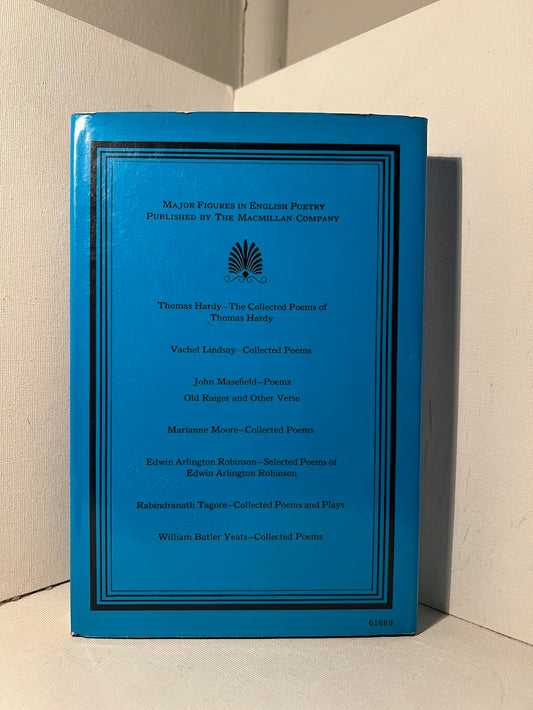 Major Figures in English Poetry
Published by The Macmillan Company
Thomas Hardy—The Collected Poems of
Thomas Hardy
Vachel Lindsay—Collected Poems
John Masefield—Poems
Old Raiger and Other Verse
Marianne Moore—Collected Poems
Edwin Arlington Robinson—Selected Poems of
Edwin Arlington Robinson
Rabindranath Tagore—Collected Poems and Plays
William Butler Yeats—Collected Poems
61689